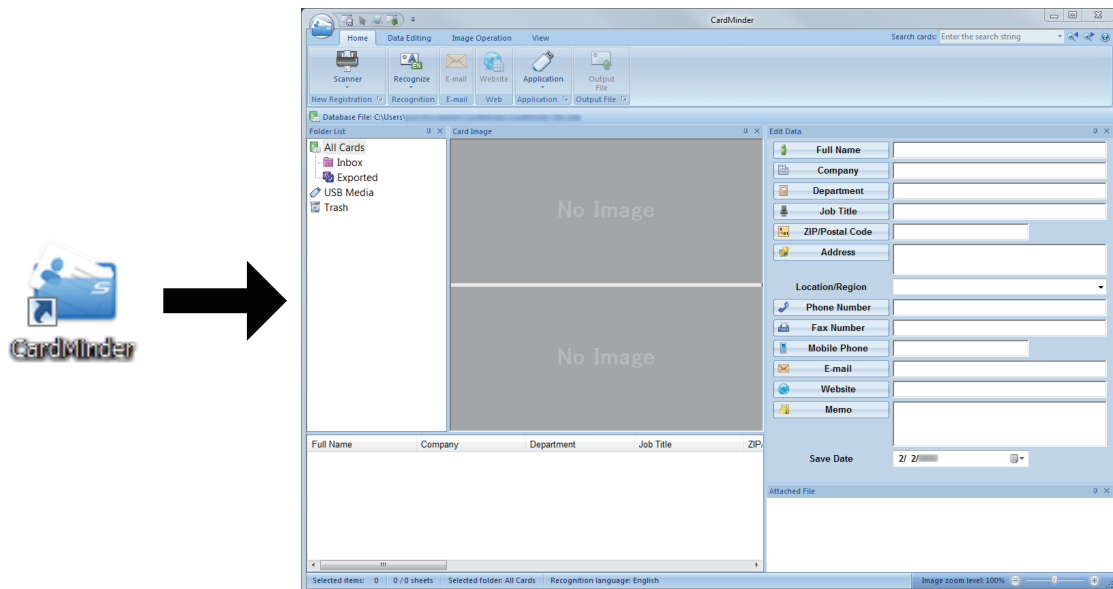 CardMinder
CardMinder
Home Data Editing Image Operation View Search cards: Enter the search string
Scanner Recognize E-mail Website Application Output File
EN
New Registration Recognition E-mail Web Application Output File
Database File: C:\Users\
Folder List Card Image Edit Data
All Cards
Inbox
Exported
USB Media
Trash
No Image
No Image
Full Name
Company
Department
Job Title
ZIP/Postal Code
Address
Location/Region
Phone Number
Fax Number
Mobile Phone
E-mail
Website
Memo
Save Date 2/ 2/
Full Name Company Department Job Title ZIP/
Attached File
Selected items: 0 0 / 0 sheets Selected folder: All Cards Recognition language: English Image zoom level: 100%